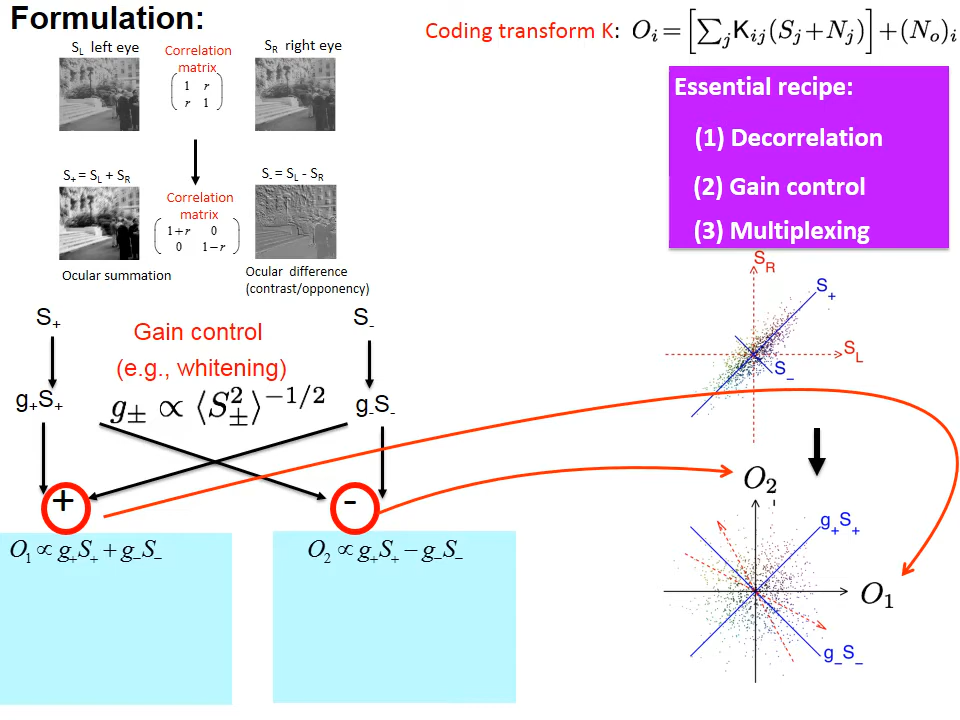 Formulation:
Coding transform K: O_i = [∑_j K_ij (S_j + N_j)] + (N_o)_i
S_L left eye
Correlation matrix
S_R right eye
( 1 r
r 1 )
S_+ = S_L + S_R
S_- = S_L - S_R
Correlation
matrix
( 1+r 0
0 1−r )
Ocular summation
Ocular difference
(contrast/opponency)
Essential recipe:
(1) Decorrelation
(2) Gain control
(3) Multiplexing
S_+
S_-
Gain control
(e.g., whitening)
g_+S_+
g_± ∝ ⟨S_±^2⟩^{−1/2}
g_-S_-
+
-
O_1 ∝ g_+S_+ + g_−S_−
O_2 ∝ g_+S_+ − g_−S_−
S_R
S_+
S_L
S_−
O_2
g_+S_+
O_1
g_−S_−